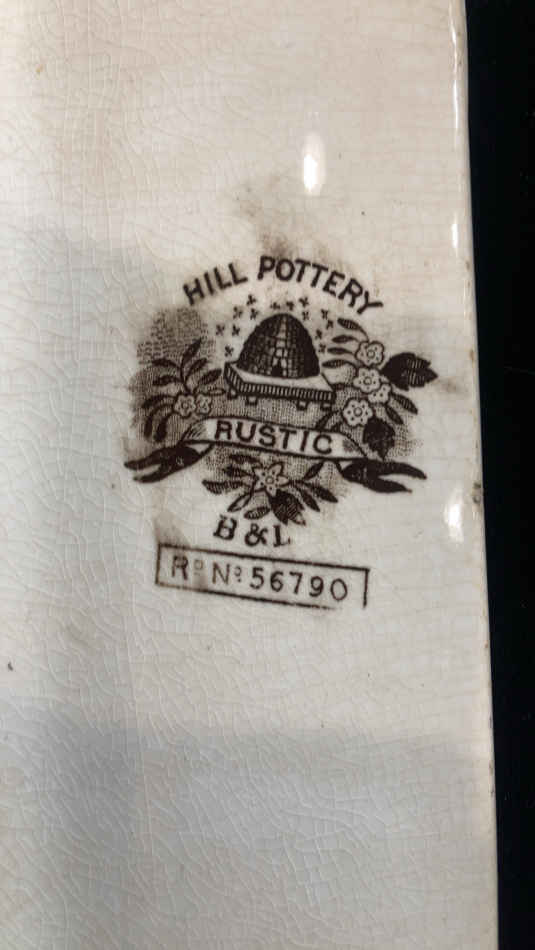 HILL POTTERY
RUSTIC
B & L
Rᴰ Nº 56790